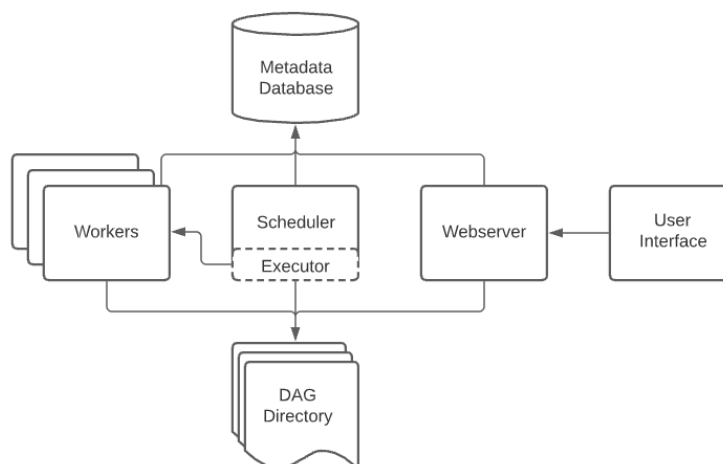 Metadata
Database
Workers
Scheduler
Executor
Webserver
User
Interface
DAG
Directory